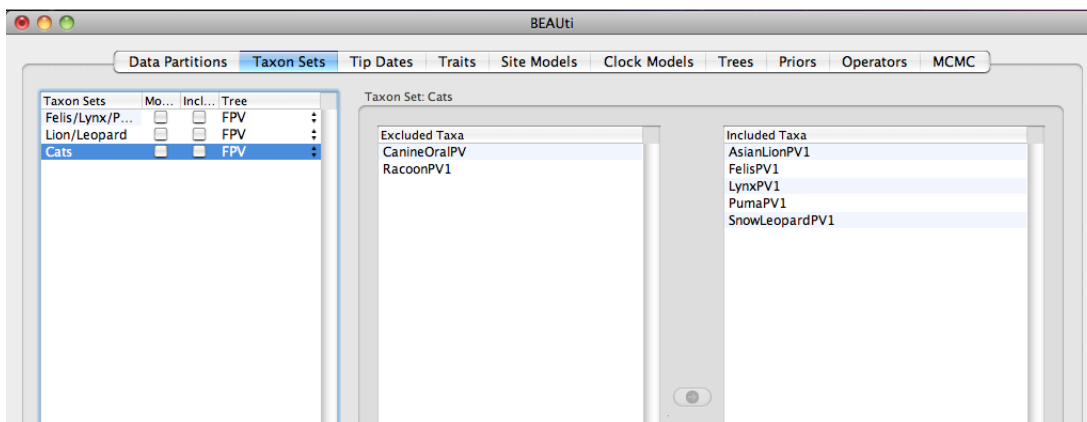 BEAUti
Data Partitions Taxon Sets Tip Dates Traits Site Models Clock Models Trees Priors Operators MCMC
Taxon Sets Mo... Incl... Tree
Felis/Lynx/P... FPV
Lion/Leopard FPV
Cats FPV
Taxon Set: Cats
Excluded Taxa
CanineOralPV
RacoonPV1
Included Taxa
AsianLionPV1
FelisPV1
LynxPV1
PumaPV1
SnowLeopardPV1